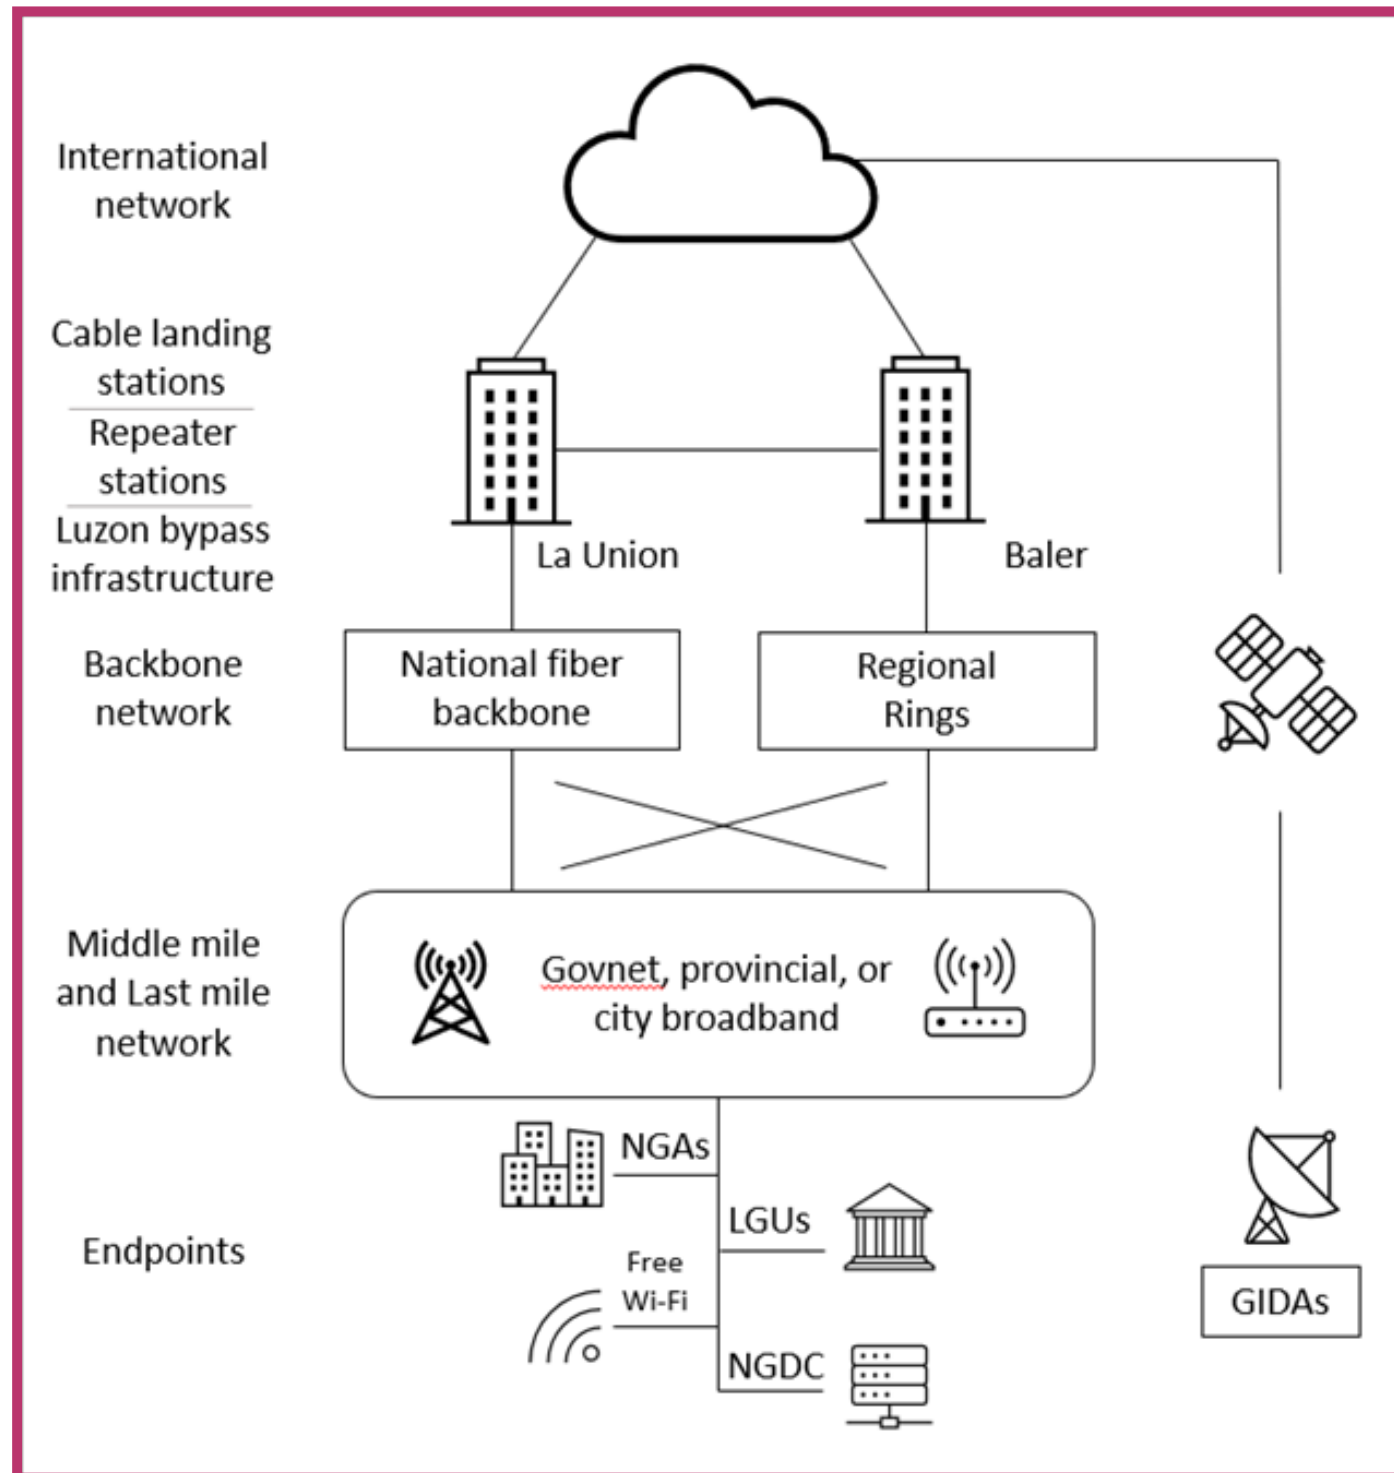 International
network
Cable landing
stations
Repeater
stations
Luzon bypass
infrastructure
La Union
Baler
Backbone
network
National fiber
backbone
Regional
Rings
Middle mile
and Last mile
network
Govnet, provincial, or
city broadband
Endpoints
NGAs
LGUs
Free
Wi-Fi
NGDC
GIDAs